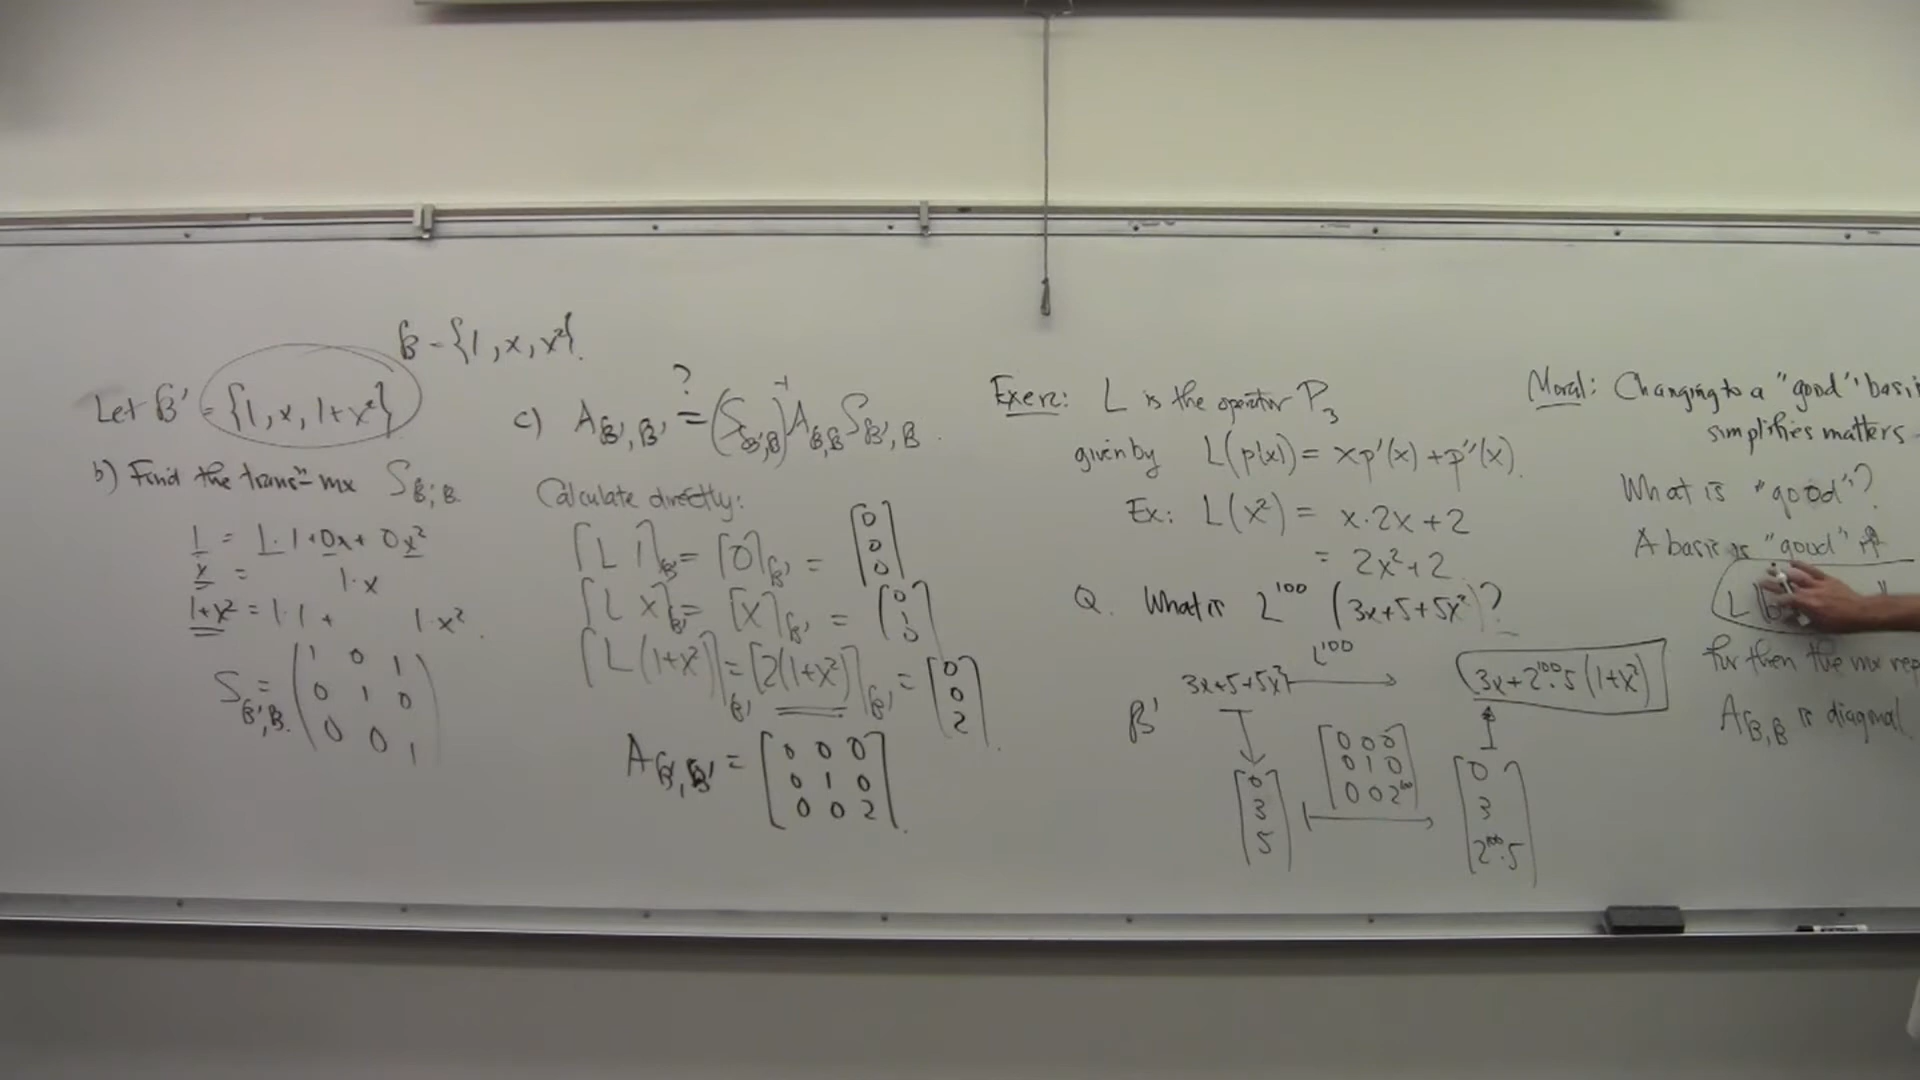 B = {1, x, x²}.
Let B' = {1, x, 1+x²}
b) Find the transⁿ mx S_B',B.
1 = 1·1 + 0x + 0x²
x = 1·x
1+x² = 1·1 + 1·x².
S_B',B. = (1 0 1
0 1 0
0 0 1)
c) A_B',B' ?= (S_B',B)⁻¹ A_B,B S_B',B.
Calculate directly:
[L 1]_B' = [0]_B' = [0 0 0]
[L x]_B' = [x]_B' = [0 1 0]
[L(1+x²)]_B' = [2(1+x²)]_B' = [0 0 2].
A_B',B' = [0 0 0
0 1 0
0 0 2].
Exerc: L is the operator P₃
given by L(p(x)) = xp'(x) + p''(x).
Ex: L(x²) = x·2x + 2
= 2x² + 2
Q. What is L¹⁰⁰ (3x+5+5x²)?
L¹⁰⁰
3x+5+5x² → 3x+2¹⁰⁰·5(1+x²)
B'
[0 3 5]
[0 0 0
0 1 0
0 0 2¹⁰⁰]
[0 3 2¹⁰⁰·5]
Moral: Changing to a "good" basi
simplifies matters
What is "good"?
A basis is "good" if
L
for then the mx rep
A_B,B is diagonal.